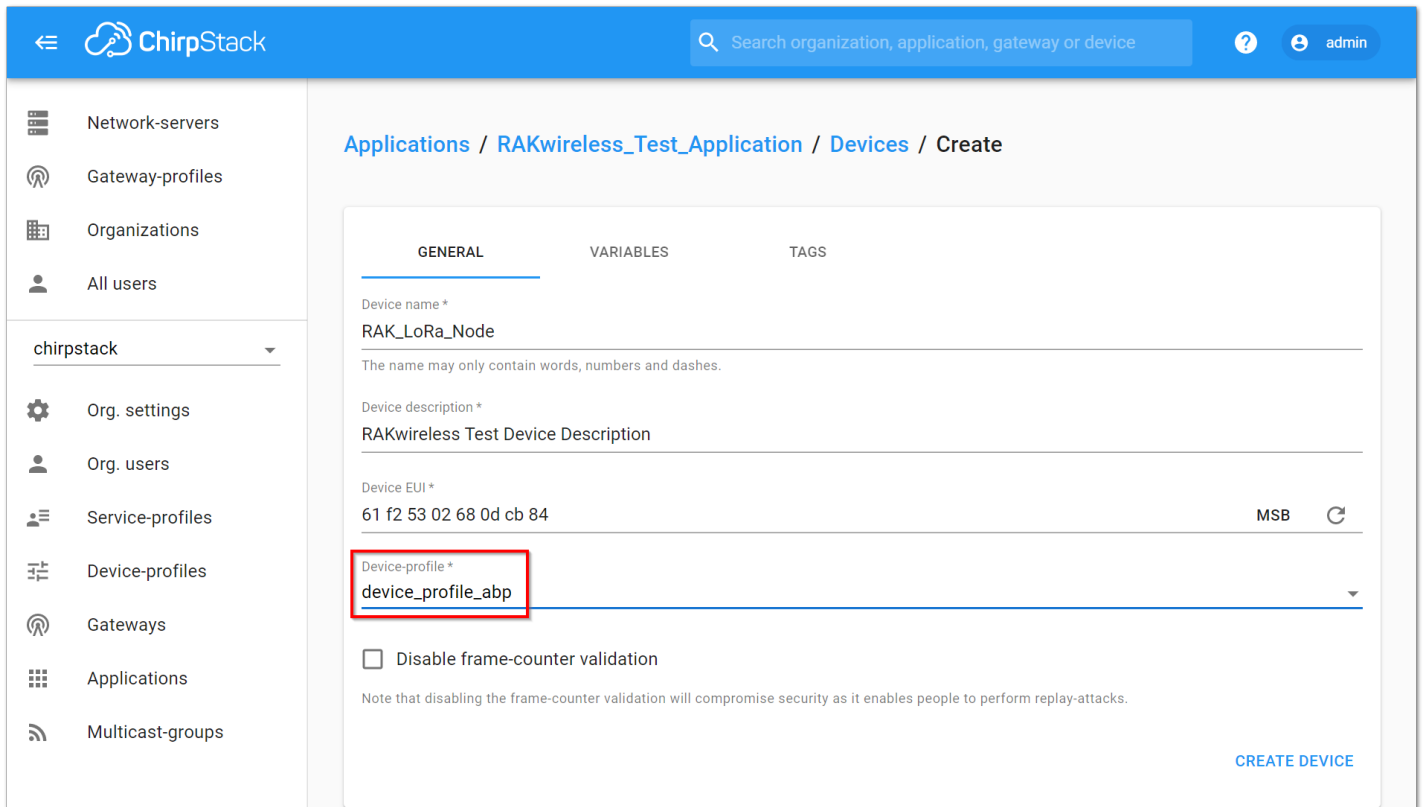 ChirpStack
Search organization, application, gateway or device
? admin
Network-servers
Gateway-profiles
Organizations
All users
chirpstack
Org. settings
Org. users
Service-profiles
Device-profiles
Gateways
Applications
Multicast-groups
Applications / RAKwireless_Test_Application / Devices / Create
GENERAL VARIABLES TAGS
Device name *
RAK_LoRa_Node
The name may only contain words, numbers and dashes.
Device description *
RAKwireless Test Device Description
Device EUI *
61 f2 53 02 68 0d cb 84 MSB
Device-profile *
device_profile_abp
Disable frame-counter validation
Note that disabling the frame-counter validation will compromise security as it enables people to perform replay-attacks.
CREATE DEVICE